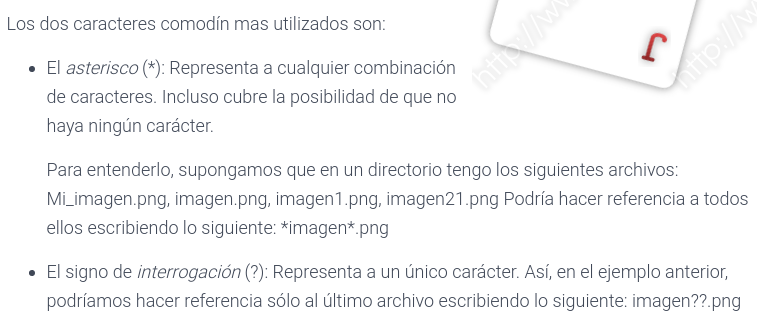 Los dos caracteres comodín mas utilizados son:
El asterisco (*): Representa a cualquier combinación
de caracteres. Incluso cubre la posibilidad de que no
haya ningún carácter.
Para entenderlo, supongamos que en un directorio tengo los siguientes archivos:
Mi_imagen.png, imagen.png, imagen1.png, imagen21.png Podría hacer referencia a todos
ellos escribiendo lo siguiente: *imagen*.png
El signo de interrogación (?): Representa a un único carácter. Así, en el ejemplo anterior,
podríamos hacer referencia sólo al último archivo escribiendo lo siguiente: imagen??.png
J
http://w
http://w